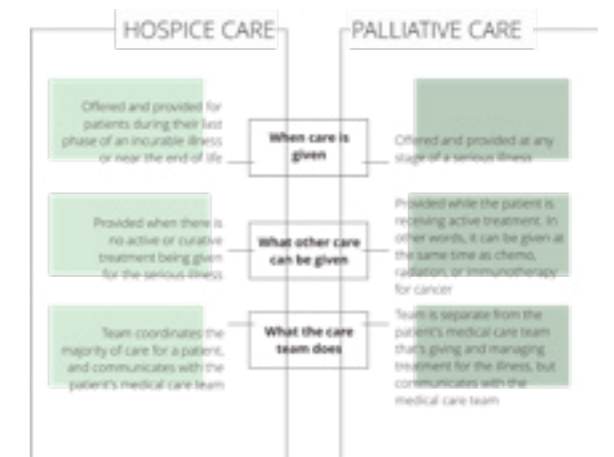 HOSPICE CARE
PALLIATIVE CARE
Offered and provided for
patients during their last
phase of an incurable illness
or near the end of life
When care is
given
Offered and provided at any
stage of a serious illness
Provided when there is
no active or curative
treatment being given
for the serious illness
What other care
can be given
Provided while the patient is
receiving active treatment. In
other words, it can be given at
the same time as chemo,
radiation, or immunotherapy
for cancer
Team coordinates the
majority of care for a patient,
and communicates with the
patient's medical care team
What the care
team does
Team is separate from the
patient's medical care team
that's giving and managing
treatment for the illness, but
communicates with the
medical care team